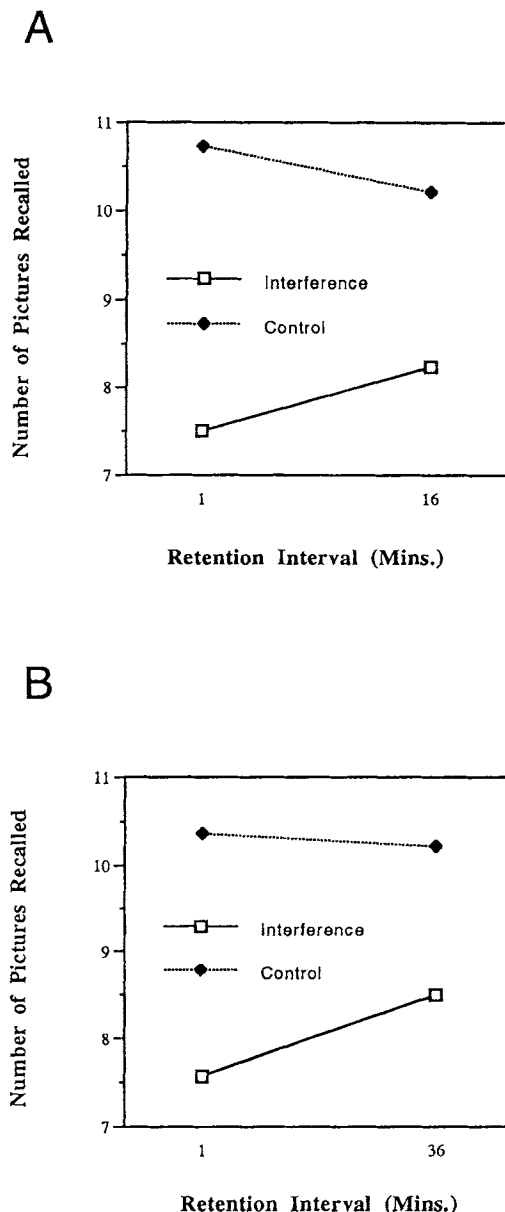 A
Number of Pictures Recalled
11
10
9
8
7
Interference
Control
1
16
Retention Interval (Mins.)
B
Number of Pictures Recalled
11
10
9
8
7
Interference
Control
1
36
Retention Interval (Mins.)